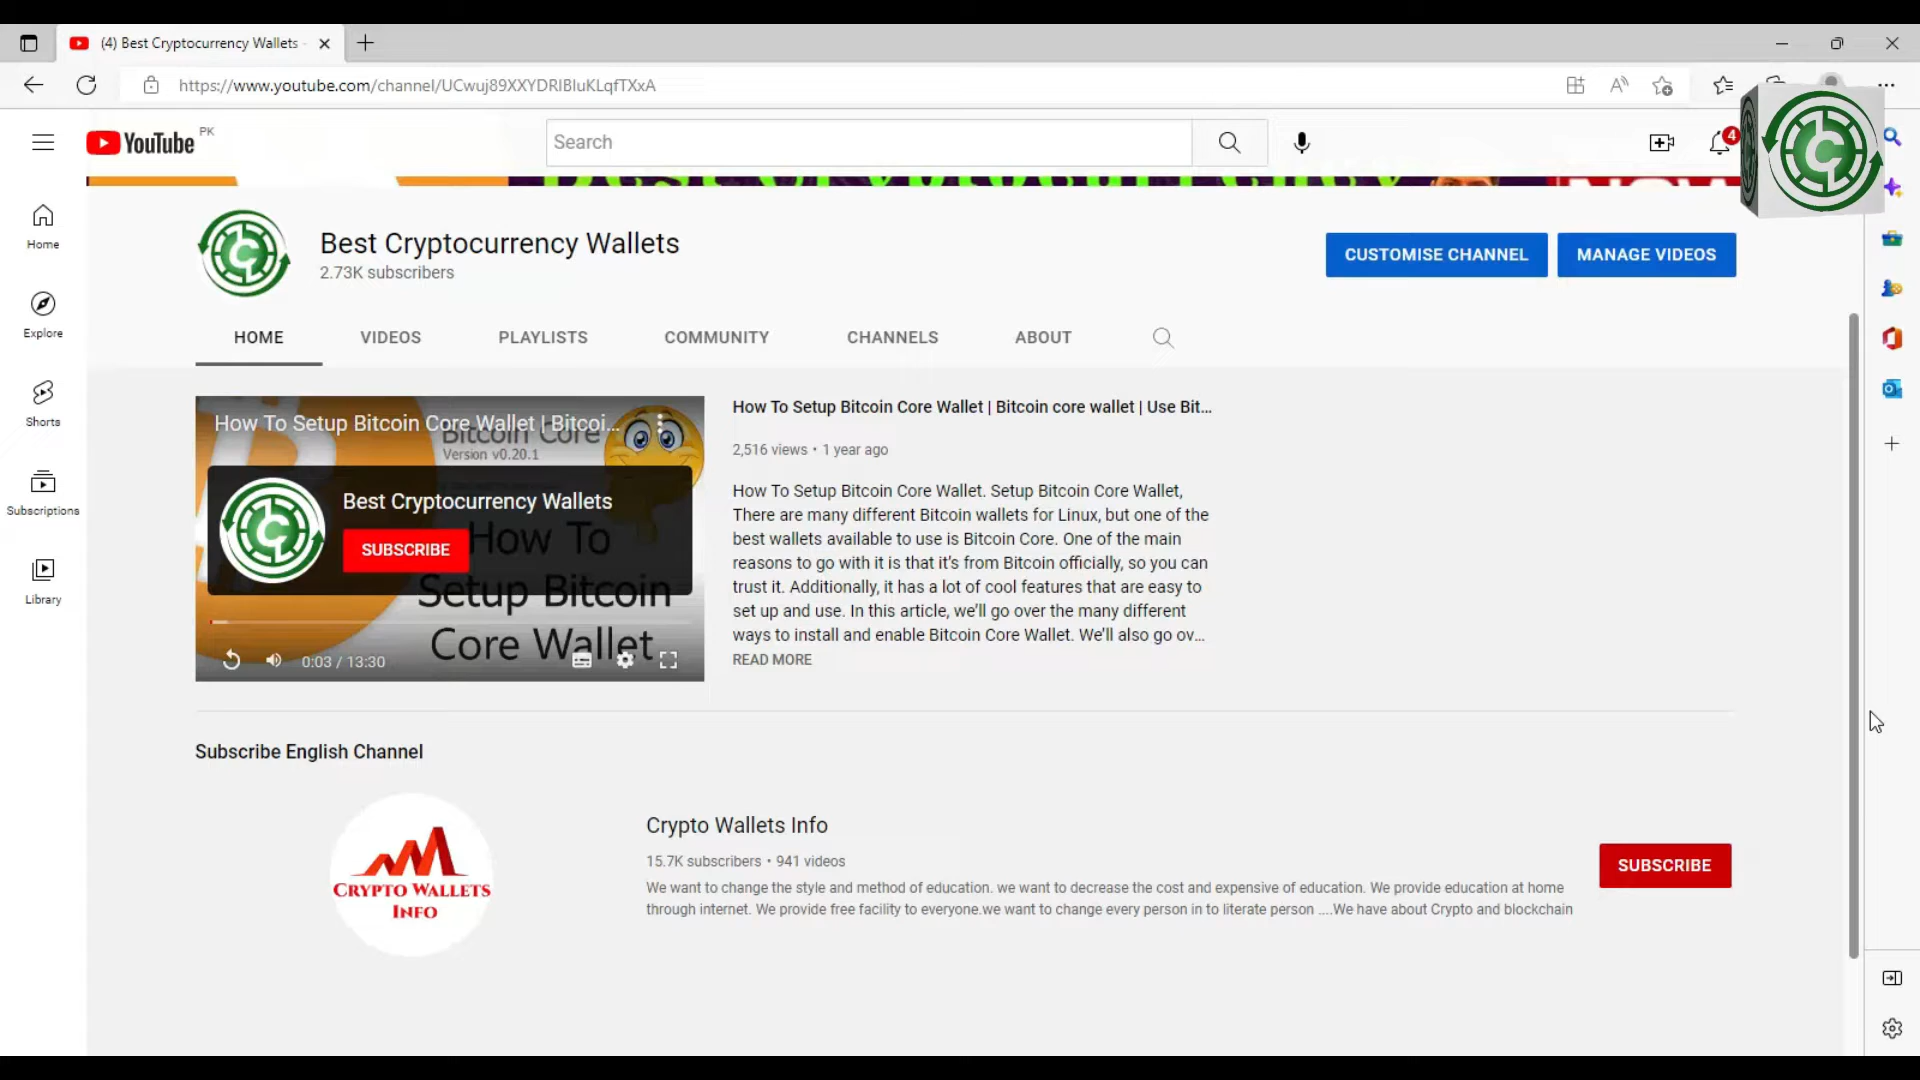 (4) Best Cryptocurrency Wallets -
https://www.youtube.com/channel/UCwuj89XXYDRIBIuKLqfTXxA
YouTube PK
Search
4
Best Cryptocurrency
Home
Explore
Shorts
Subscriptions
Library
Best Cryptocurrency Wallets
2.73K subscribers
CUSTOMISE CHANNEL
MANAGE VIDEOS
HOME VIDEOS PLAYLISTS COMMUNITY CHANNELS ABOUT
How To Setup Bitcoin Core Wallet | Bitcoi...
Bitcoin Core
Version v0.20.1
Best Cryptocurrency Wallets
SUBSCRIBE
How To
Setup Bitcoin
Core Wallet
0:03 / 13:30
How To Setup Bitcoin Core Wallet | Bitcoin core wallet | Use Bit...
2,516 views • 1 year ago
How To Setup Bitcoin Core Wallet. Setup Bitcoin Core Wallet,
There are many different Bitcoin wallets for Linux, but one of the
best wallets available to use is Bitcoin Core. One of the main
reasons to go with it is that it's from Bitcoin officially, so you can
trust it. Additionally, it has a lot of cool features that are easy to
set up and use. In this article, we'll go over the many different
ways to install and enable Bitcoin Core Wallet. We'll also go ov...
READ MORE
Subscribe English Channel
CRYPTO WALLETS
INFO
Crypto Wallets Info
15.7K subscribers • 941 videos
We want to change the style and method of education. we want to decrease the cost and expensive of education. We provide education at home
through internet. We provide free facility to everyone.we want to change every person in to literate person ....We have about Crypto and blockchain
SUBSCRIBE